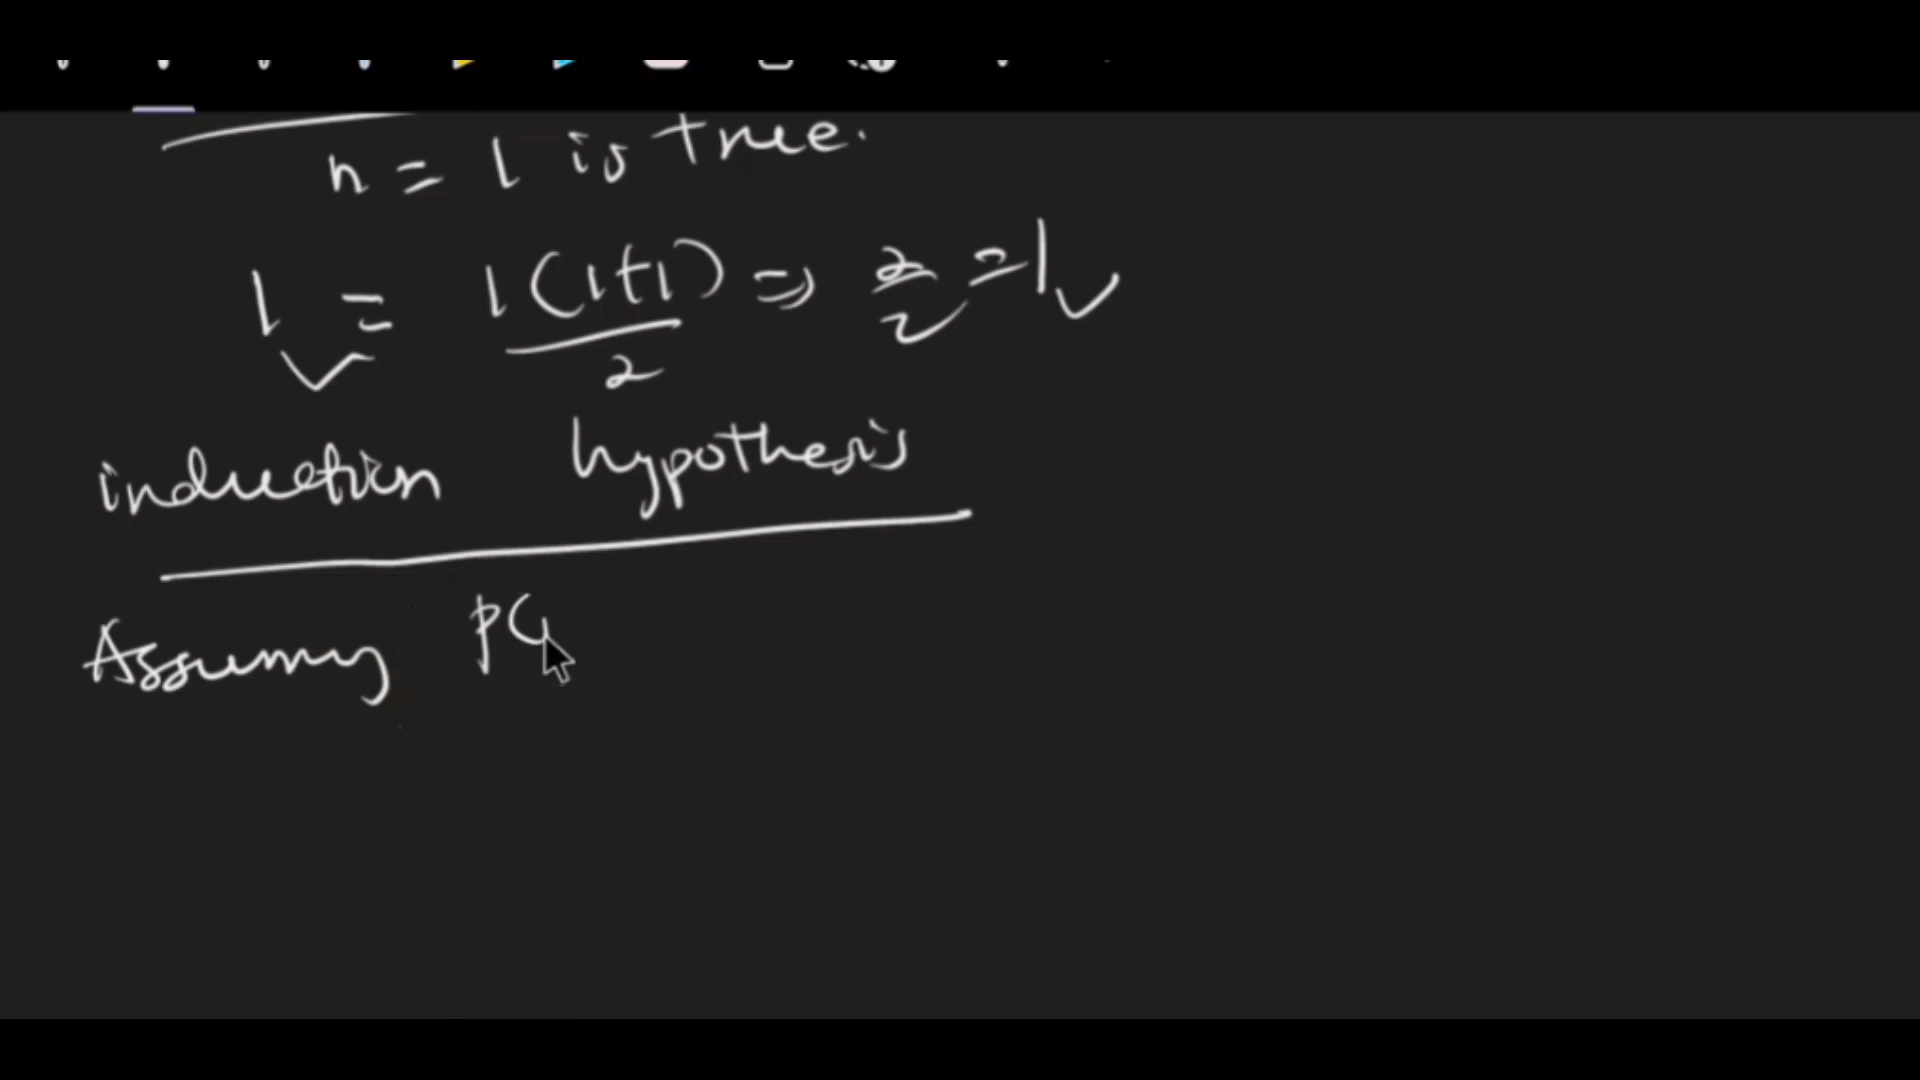 n = 1 is true.
1 = 1(1+1)/2 => 2/2 = 1
induction hypothesis
Assuming P(